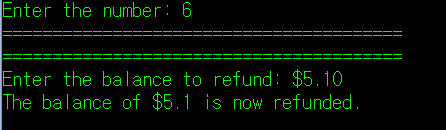 Enter the number: 6
========================================
========================================
Enter the balance to refund: $5.10
The balance of $5.1 is now refunded.